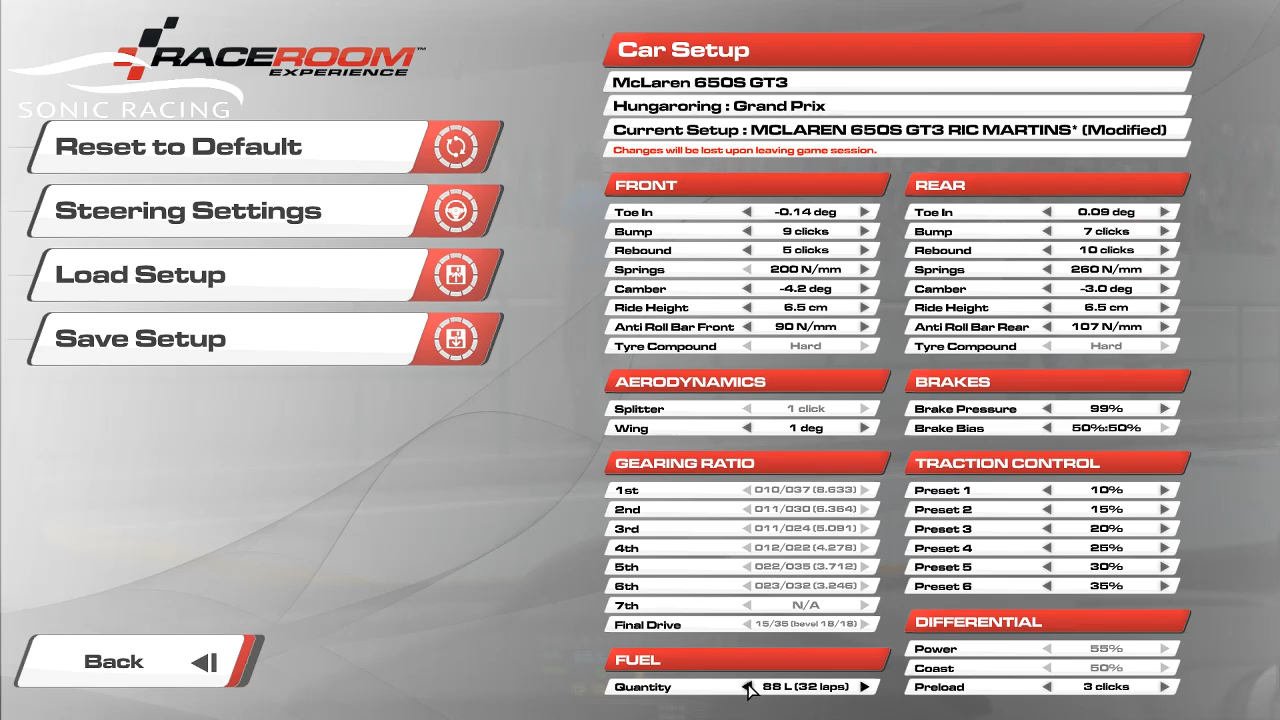 RACEROOM™
EXPERIENCE
SONIC RACING
Reset to Default
Steering Settings
Load Setup
Save Setup
Back
Car Setup
McLaren 650S GT3
Hungaroring : Grand Prix
Current Setup : MCLAREN 650S GT3 RIC MARTINS* (Modified)
Changes will be lost upon leaving game session.
FRONT
Toe In -0.14 deg
Bump 9 clicks
Rebound 5 clicks
Springs 200 N/mm
Camber -4.2 deg
Ride Height 6.5 cm
Anti Roll Bar Front 90 N/mm
Tyre Compound Hard
REAR
Toe In 0.09 deg
Bump 7 clicks
Rebound 10 clicks
Springs 260 N/mm
Camber -3.0 deg
Ride Height 6.5 cm
Anti Roll Bar Rear 107 N/mm
Tyre Compound Hard
AERODYNAMICS
Splitter 1 click
Wing 1 deg
BRAKES
Brake Pressure 99%
Brake Bias 50%:50%
GEARING RATIO
1st 010/037 (8.633)
2nd 011/030 (6.364)
3rd 011/024 (5.091)
4th 012/022 (4.278)
5th 022/035 (3.712)
6th 023/032 (3.246)
7th N/A
Final Drive 15/35 (bevel 18/18)
TRACTION CONTROL
Preset 1 10%
Preset 2 15%
Preset 3 20%
Preset 4 25%
Preset 5 30%
Preset 6 35%
DIFFERENTIAL
Power 55%
Coast 50%
Preload 3 clicks
FUEL
Quantity 88 L (32 laps)